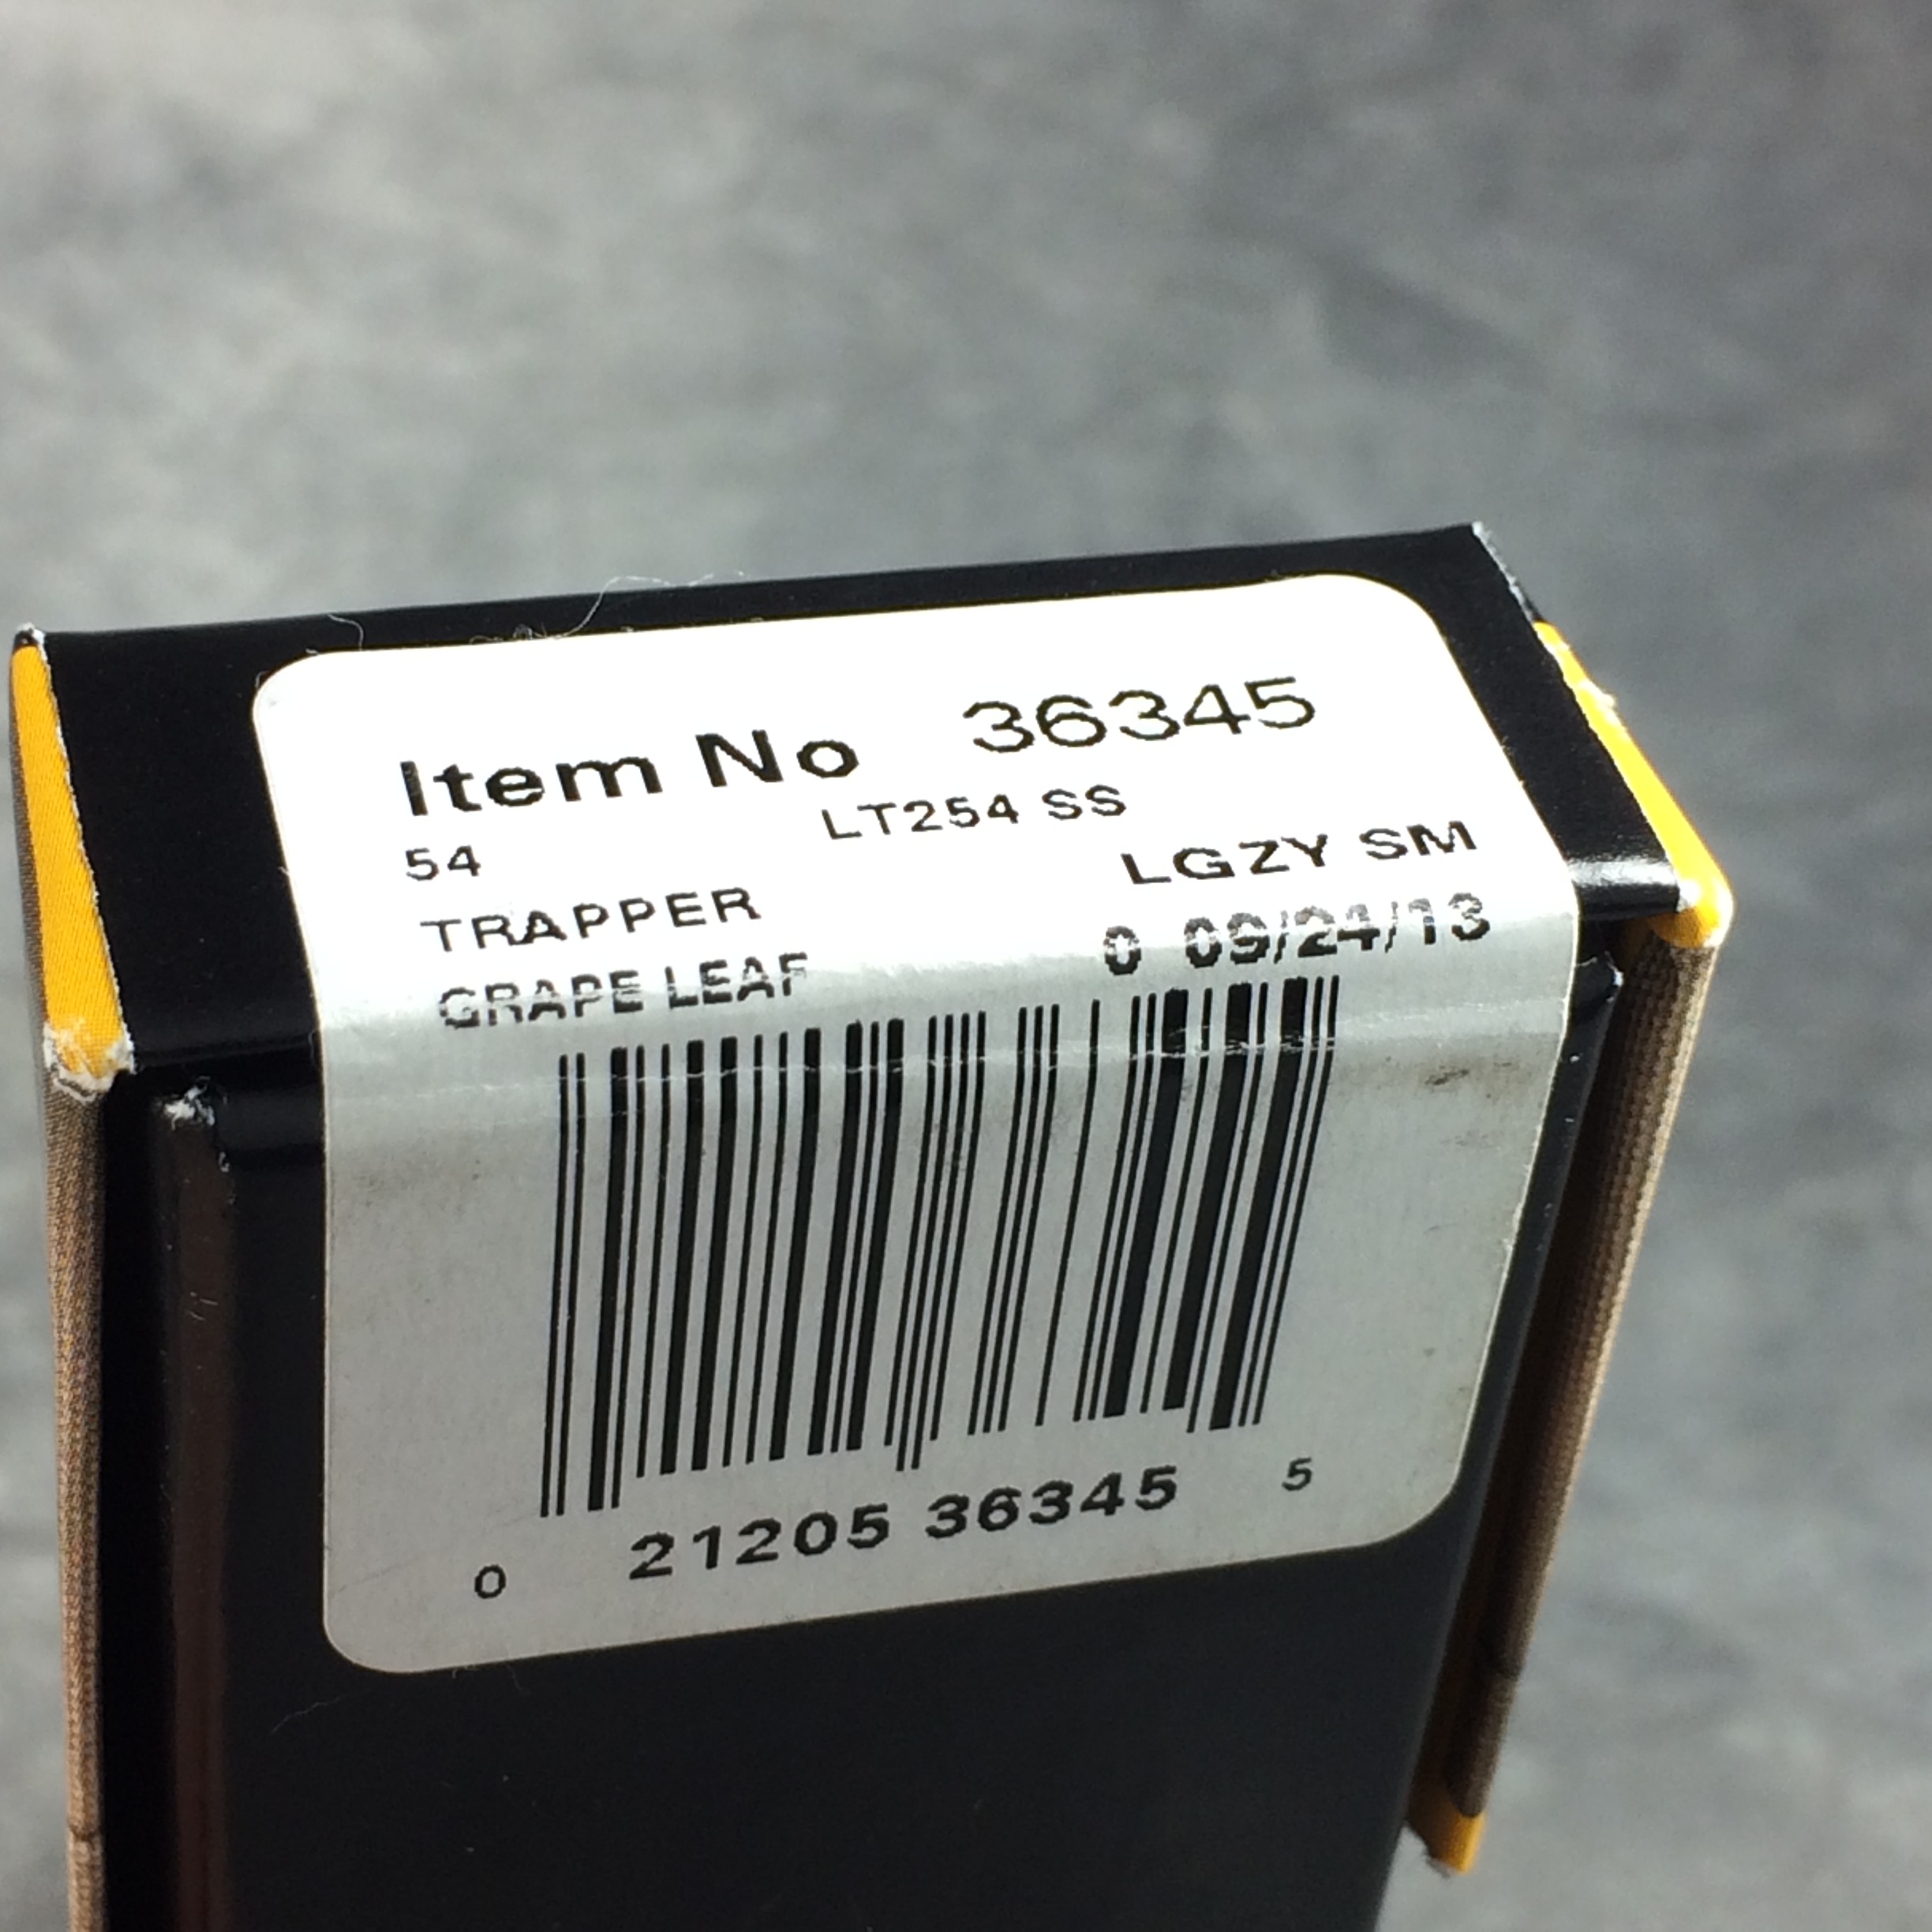 Item No 36345
54 LT254 SS
TRAPPER LGZY SM
GRAPE LEAF 0 09/24/13
0 21205 36345 5